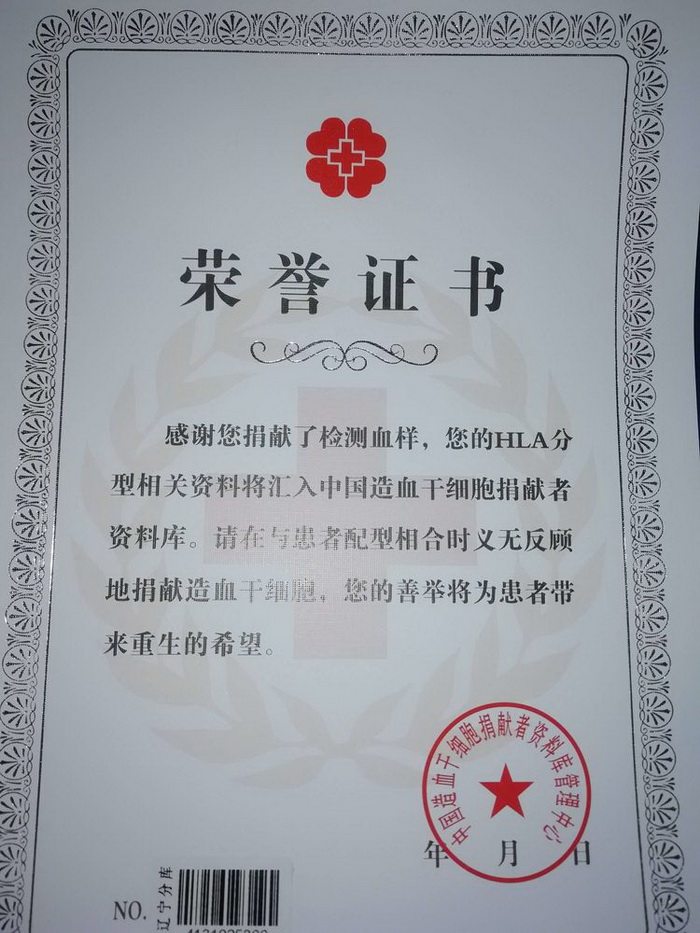 荣誉证书
感谢您捐献了检测血样，您的HLA分
型相关资料将汇入中国造血干细胞捐献者
资料库。请在与患者配型相合时义无反顾
地捐献造血干细胞，您的善举将为患者带
来重生的希望。
中国造血干细胞捐献者资料库管理中心
年 月 日
NO.
辽宁分库